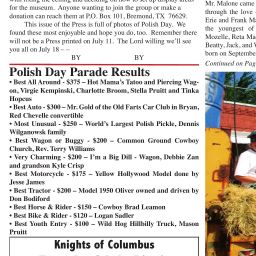 for the museum. Anyone wanting to join the group or make a
donation can reach them at P.O. Box 101, Bremond, TX 76629.
This issue of the Press is full of photos of Polish Day. We
found these most enjoyable and hope you do, too. Remember there
will not be a Press printed on July 11. The Lord willing we'll see
you all on July 18 – –
BY BY
Polish Day Parade Results
• Best All Around - $375 – Hot Mama's Tatoo and Piercing Wag-
on, Virgie Kempinski, Charlotte Broom, Stella Pruitt and Tinka
Hopcus
• Best Auto - $300 – Mr. Gold of the Old Farts Car Club in Bryan,
Red Chevelle convertible
• Most Unusual - $250 – World's Largest Polish Pickle, Dennis
Wilganowsk family
• Best Wagon or Buggy - $200 – Common Ground Cowboy
Church, Rev. Terry Williams
• Very Charming - $200 – I'm a Big Dill - Wagon, Debbie Zan
and grandson Kyle Crisp
• Best Motorcycle - $175 – Yellow Hollywood Model done by
Jesse James
• Best Tractor - $200 – Model 1950 Oliver owned and driven by
Don Bodiford
• Best Horse & Rider - $150 – Cowboy Brad Leamon
• Best Bike & Rider - $120 – Logan Sadler
• Best Youth Entry - $100 – Wild Hog Hillbilly Truck, Mason
Pruitt
Knights of Columbus
Mr. Malone came
through the love
Eric and Frank Ma
the youngest of
Mozelle, Reta Ma
Beatty, Jack, and V
born on September
Continued on Page